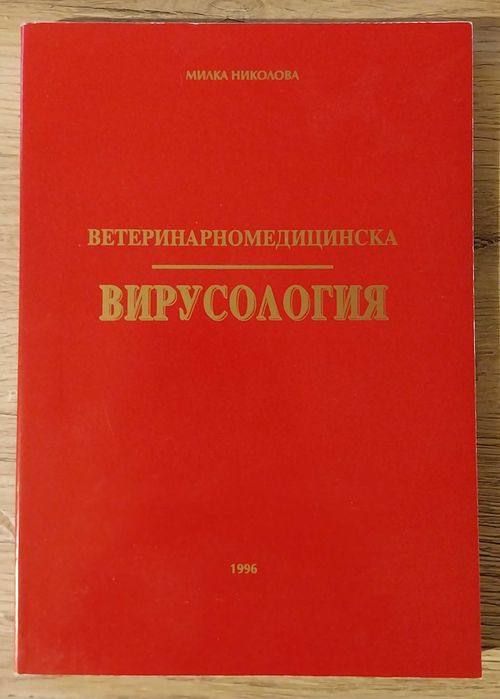 МИЛКА НИКОЛОВА
ВЕТЕРИНАРНОМЕДИЦИНСКА
ВИРУСОЛОГИЯ
1996